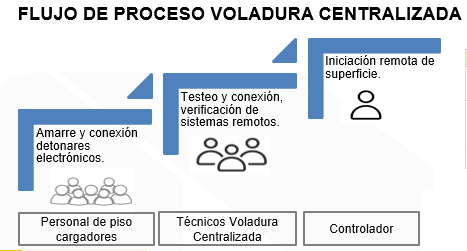 FLUJO DE PROCESO VOLADURA CENTRALIZADA
Iniciación remota de
superficie.
Testeo y conexión,
verificación de
sistemas remotos.
Amarre y conexión
detonares
electrónicos.
Personal de piso
cargadores
Técnicos Voladura
Centralizada
Controlador